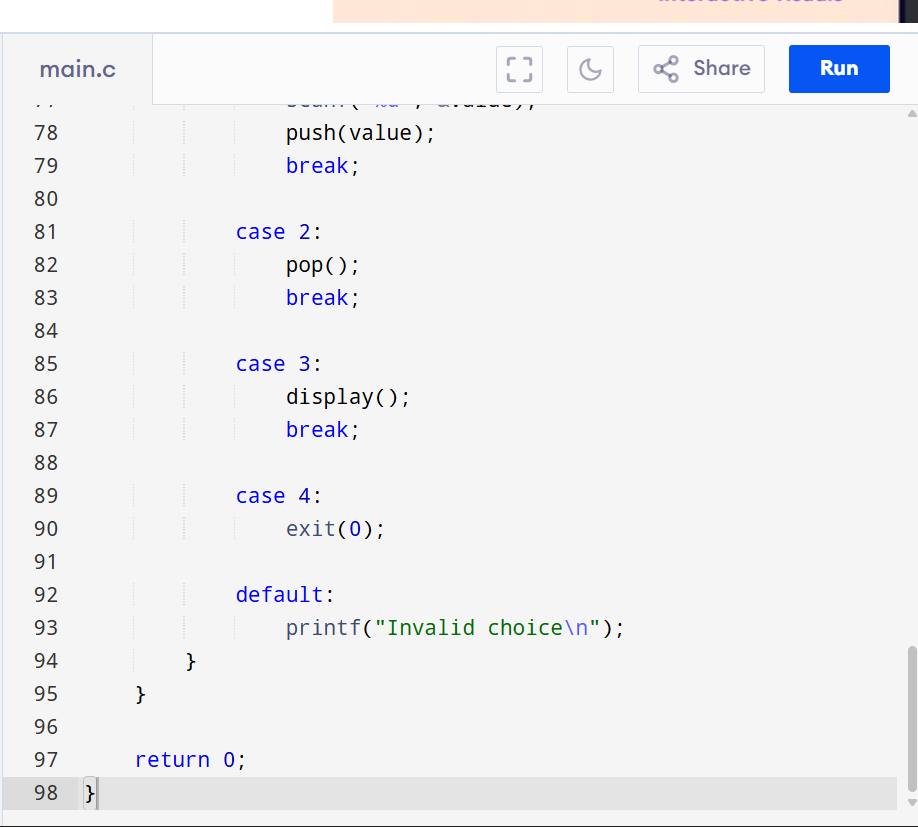 main.c
Share
Run
78 push(value);
79 break;
80
81 case 2:
82 pop();
83 break;
84
85 case 3:
86 display();
87 break;
88
89 case 4:
90 exit(0);
91
92 default:
93 printf("Invalid choice\n");
94 }
95 }
96
97 return 0;
98 }